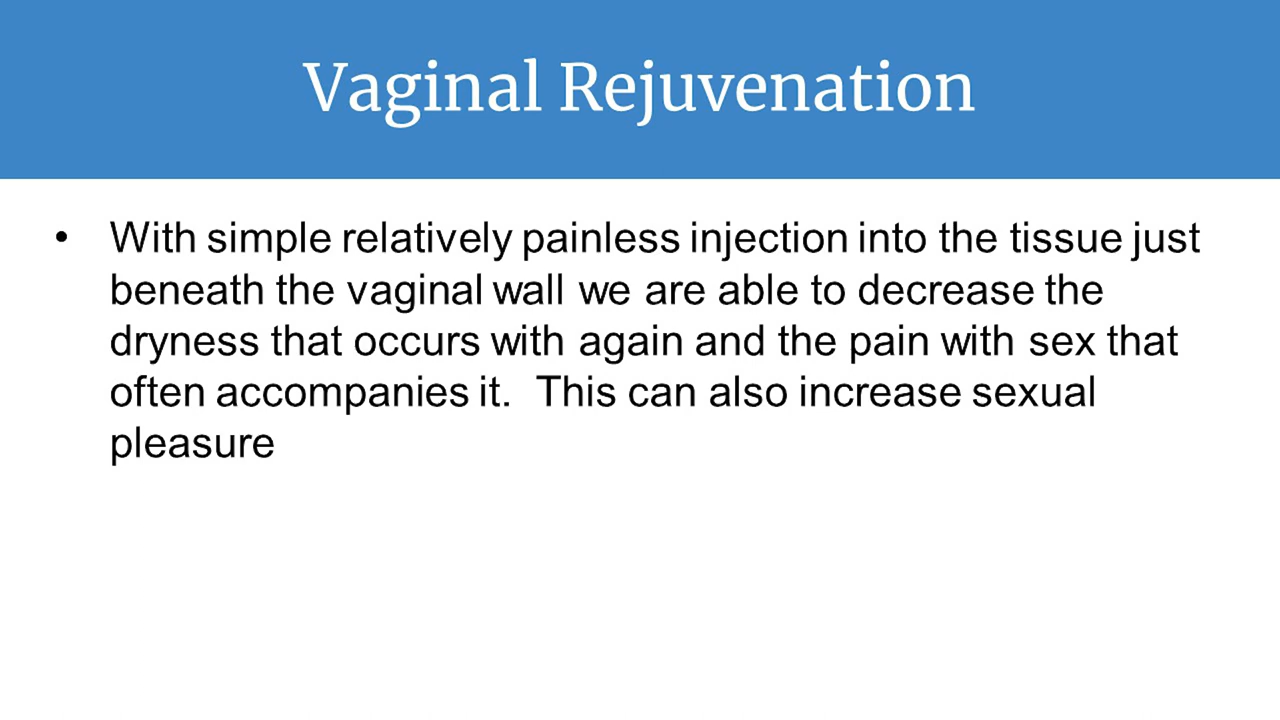 Vaginal Rejuvenation
• With simple relatively painless injection into the tissue just
beneath the vaginal wall we are able to decrease the
dryness that occurs with again and the pain with sex that
often accompanies it.  This can also increase sexual
pleasure